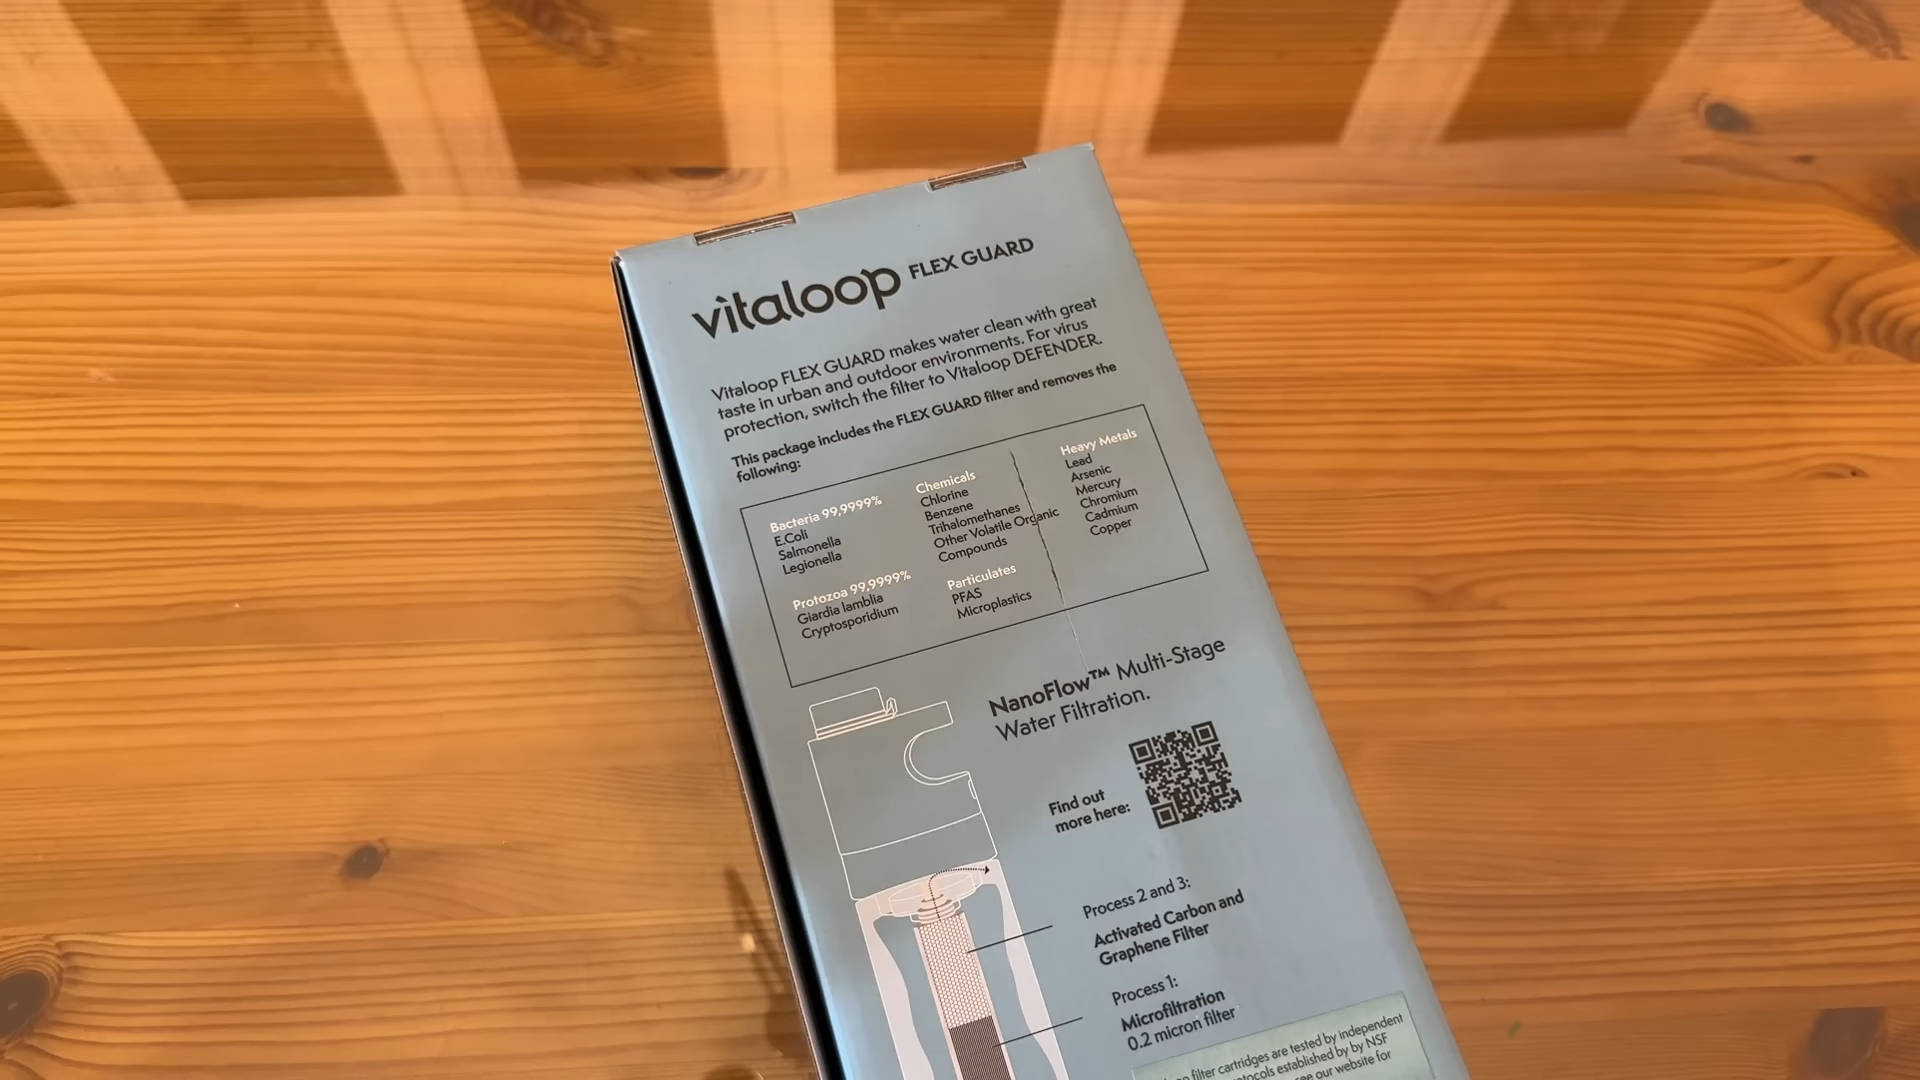 vitaloop FLEX GUARD
Vitaloop FLEX GUARD makes water clean with great
taste in urban and outdoor environments. For virus
protection, switch the filter to Vitaloop DEFENDER.
This package includes the FLEX GUARD filter and removes the
following:
Bacteria 99,9999%
E.Coli
Salmonella
Legionella
Protozoa 99,9999%
Giardia lamblia
Cryptosporidium
Chemicals
Chlorine
Benzene
Trihalomethanes
Other Volatile Organic
Compounds
Particulates
PFAS
Microplastics
Heavy Metals
Lead
Arsenic
Mercury
Chromium
Cadmium
Copper
NanoFlow™ Multi-Stage
Water Filtration.
Find out
more here:
Process 2 and 3:
Activated Carbon and
Graphene Filter
Process 1:
Microfiltration
0.2 micron filter
filter cartridges are tested by independent
established by by NSF
our website for